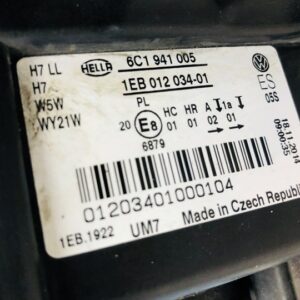 H7 LL HELLA 6C1 941 005
H7 1EB 012 034-01 ES
W5W PL 05S
WY21W 20 E8 HC HR A 1a
01 01 02 01
6879
18.11.2014
09:00:35
01203401000104
1EB.1922 UM7 Made in Czech Republi